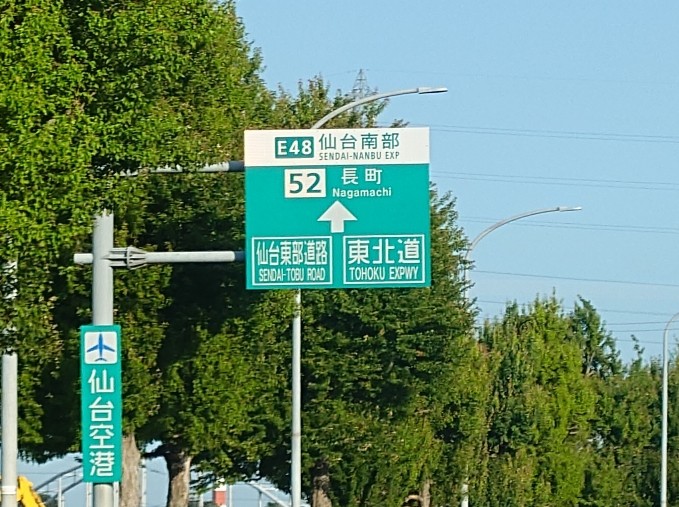 E48 仙台南部
SENDAI-NANBU EXP
52 長町
Nagamachi
仙台東部道路 東北道
SENDAI-TOBU ROAD TOHOKU EXPWY
仙台空港